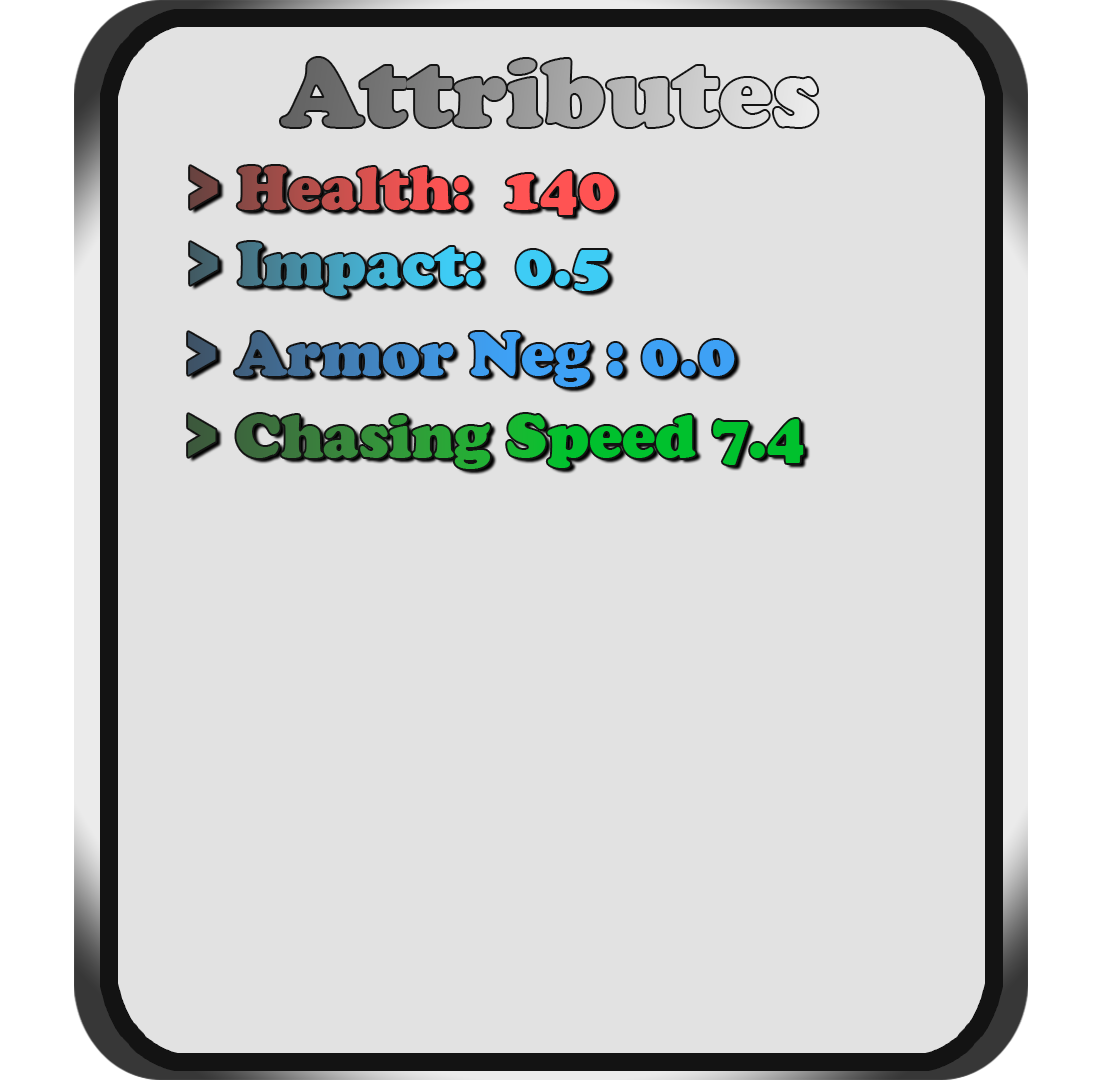 Attributes
> Health: 140
> Impact: 0.5
> Armor Neg : 0.0
> Chasing Speed 7.4